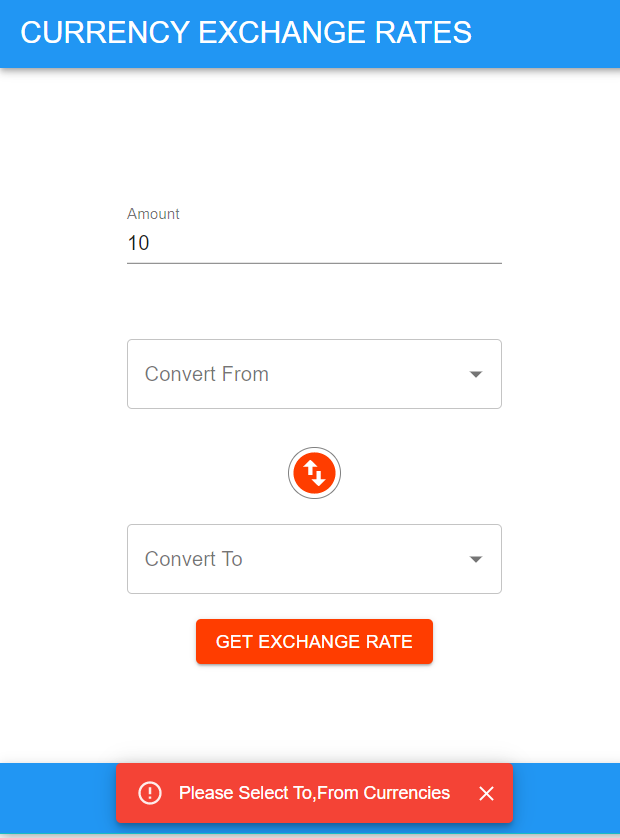 CURRENCY EXCHANGE RATES
Amount
10
Convert From
Convert To
GET EXCHANGE RATE
Please Select To,From Currencies